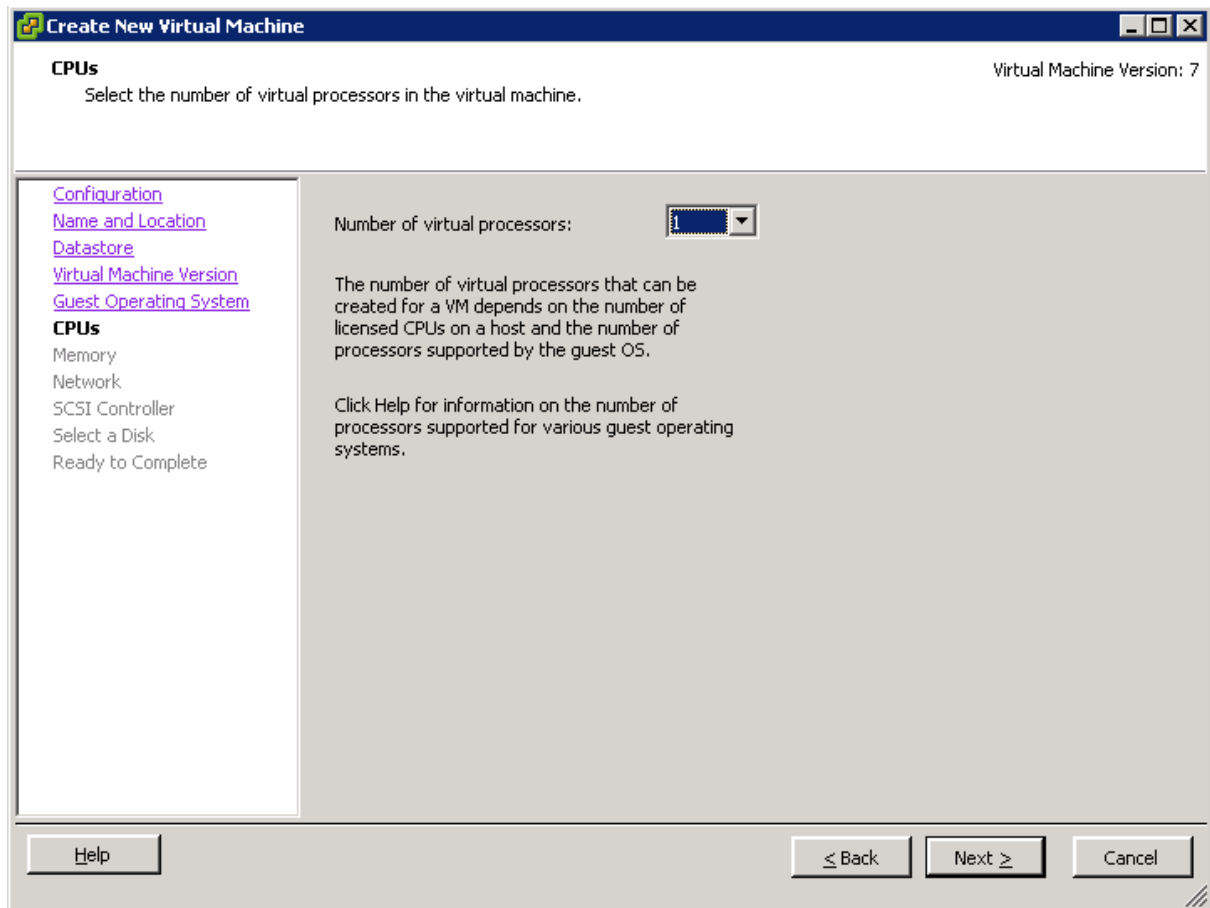 Create New Virtual Machine
CPUs
Virtual Machine Version: 7
Select the number of virtual processors in the virtual machine.
Configuration
Name and Location
Datastore
Virtual Machine Version
Guest Operating System
CPUs
Memory
Network
SCSI Controller
Select a Disk
Ready to Complete
Number of virtual processors: 1
The number of virtual processors that can be
created for a VM depends on the number of
licensed CPUs on a host and the number of
processors supported by the guest OS.
Click Help for information on the number of
processors supported for various guest operating
systems.
Help
< Back
Next >
Cancel